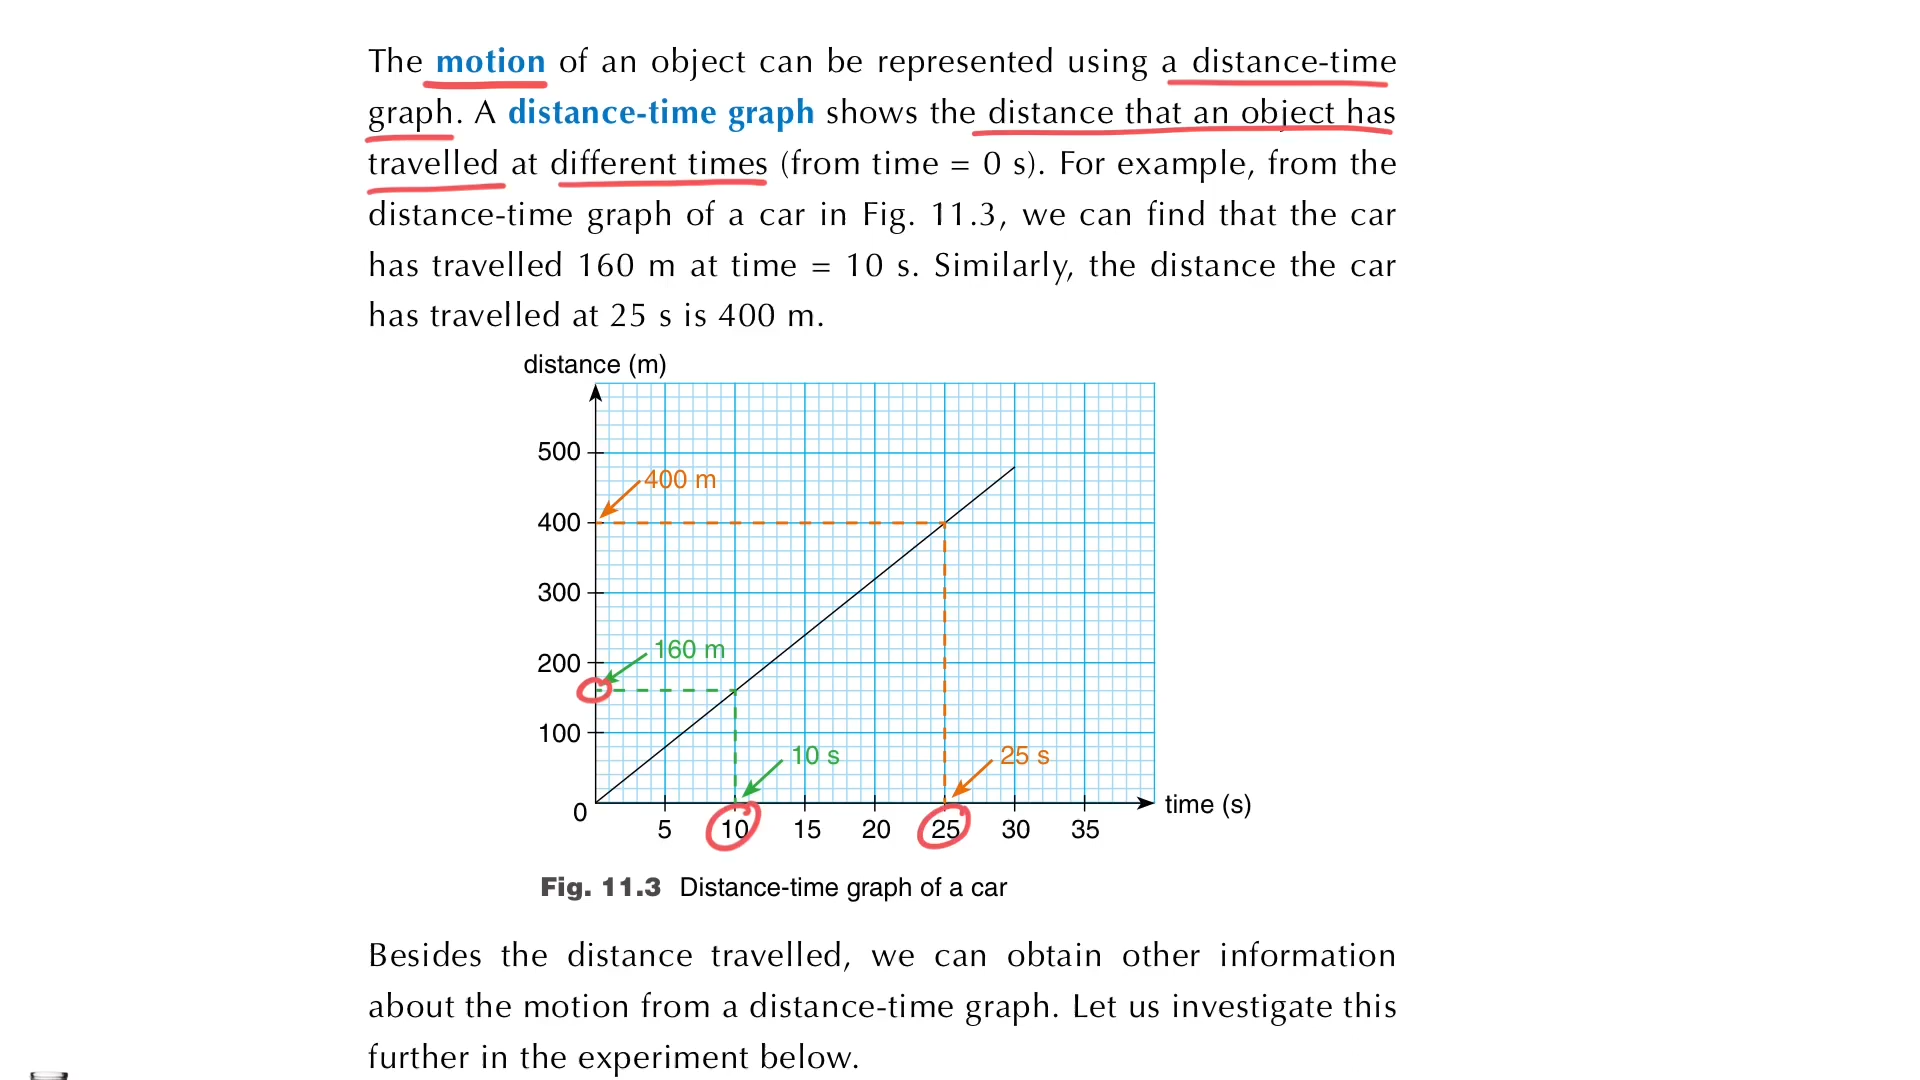 The motion of an object can be represented using a distance-time
graph. A distance-time graph shows the distance that an object has
travelled at different times (from time = 0 s). For example, from the
distance-time graph of a car in Fig. 11.3, we can find that the car
has travelled 160 m at time = 10 s. Similarly, the distance the car
has travelled at 25 s is 400 m.
distance (m)
500
400 m
400
300
160 m
200
100
10 s
25 s
0
time (s)
5 10 15 20 25 30 35
Fig. 11.3 Distance-time graph of a car
Besides the distance travelled, we can obtain other information
about the motion from a distance-time graph. Let us investigate this
further in the experiment below.